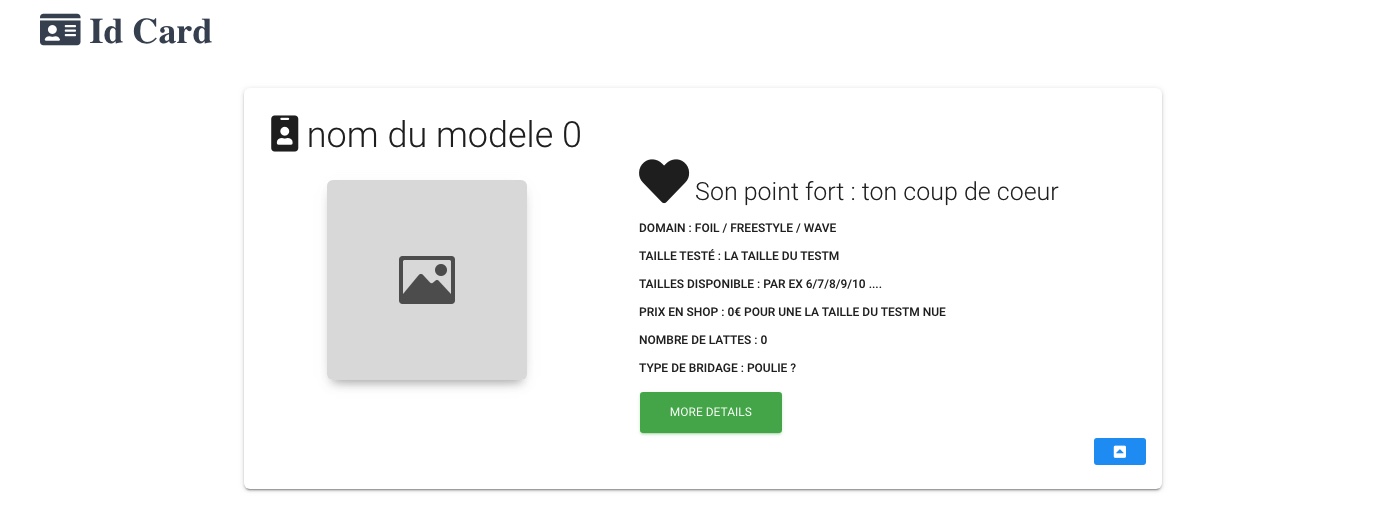 Id Card
nom du modele 0
Son point fort : ton coup de coeur
DOMAIN : FOIL / FREESTYLE / WAVE
TAILLE TESTÉ : LA TAILLE DU TESTM
TAILLES DISPONIBLE : PAR EX 6/7/8/9/10 ....
PRIX EN SHOP : 0€ POUR UNE LA TAILLE DU TESTM NUE
NOMBRE DE LATTES : 0
TYPE DE BRIDAGE : POULIE ?
MORE DETAILS